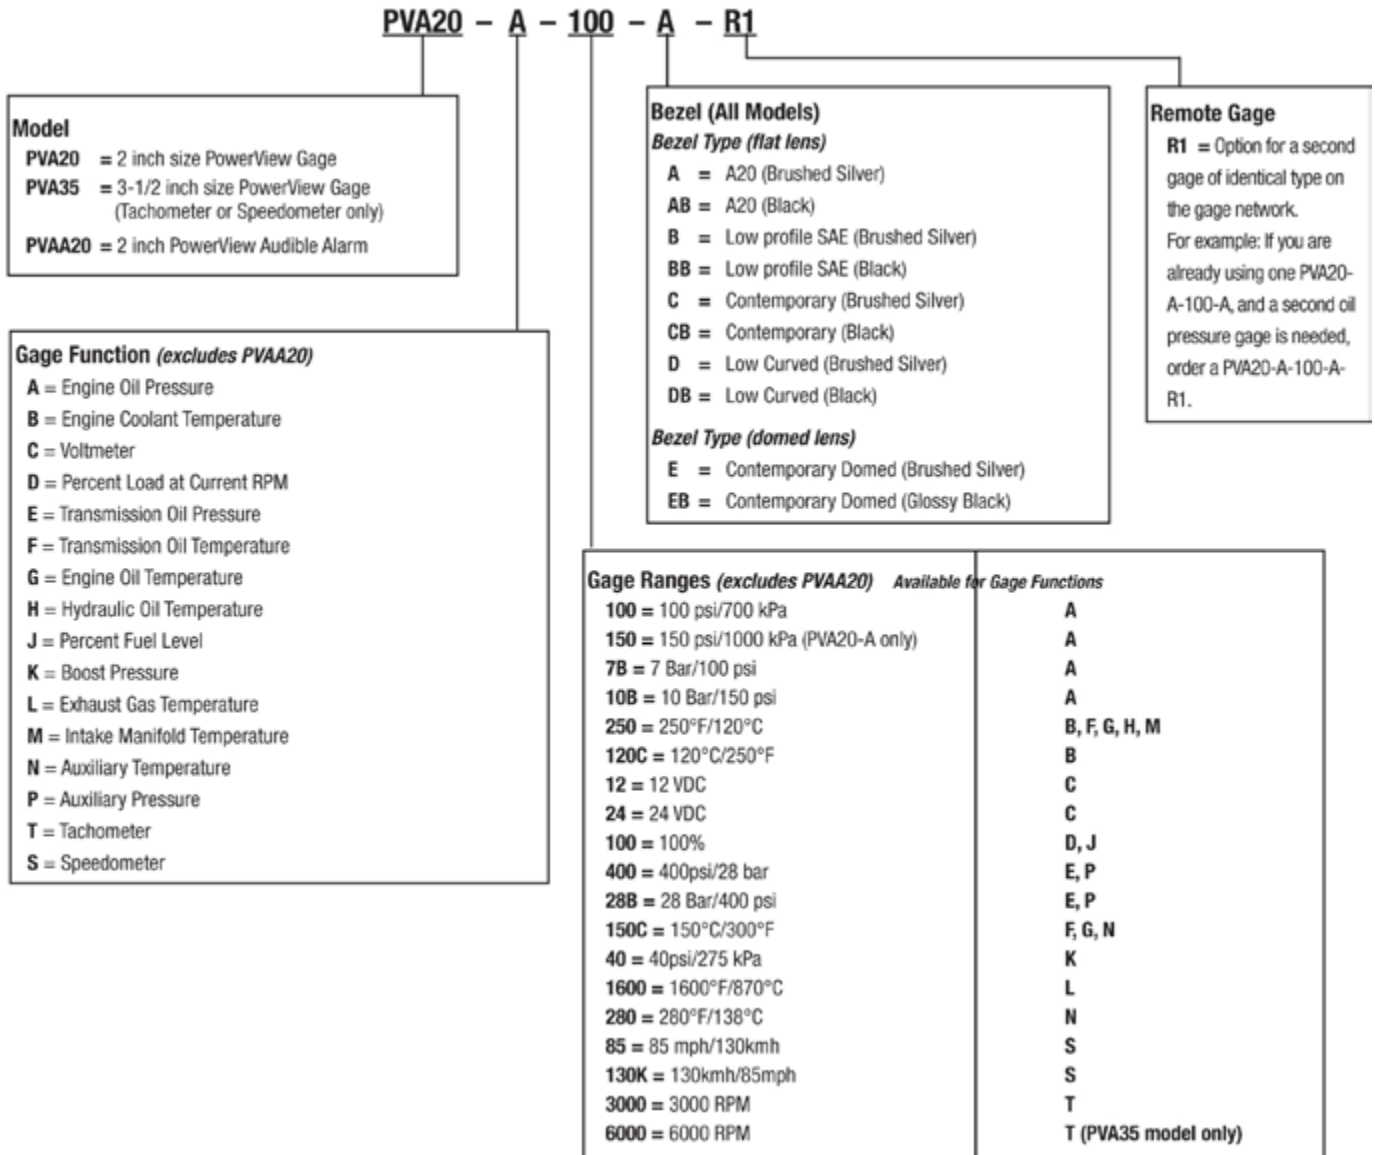 PVA20 – A – 100 – A – R1
Model
PVA20 = 2 inch size PowerView Gage
PVA35 = 3-1/2 inch size PowerView Gage
(Tachometer or Speedometer only)
PVAA20 = 2 inch PowerView Audible Alarm
Gage Function (excludes PVAA20)
A = Engine Oil Pressure
B = Engine Coolant Temperature
C = Voltmeter
D = Percent Load at Current RPM
E = Transmission Oil Pressure
F = Transmission Oil Temperature
G = Engine Oil Temperature
H = Hydraulic Oil Temperature
J = Percent Fuel Level
K = Boost Pressure
L = Exhaust Gas Temperature
M = Intake Manifold Temperature
N = Auxiliary Temperature
P = Auxiliary Pressure
T = Tachometer
S = Speedometer
Bezel (All Models)
Bezel Type (flat lens)
A = A20 (Brushed Silver)
AB = A20 (Black)
B = Low profile SAE (Brushed Silver)
BB = Low profile SAE (Black)
C = Contemporary (Brushed Silver)
CB = Contemporary (Black)
D = Low Curved (Brushed Silver)
DB = Low Curved (Black)
Bezel Type (domed lens)
E = Contemporary Domed (Brushed Silver)
EB = Contemporary Domed (Glossy Black)
Remote Gage
R1 = Option for a second
gage of identical type on
the gage network.
For example: If you are
already using one PVA20-
A-100-A, and a second oil
pressure gage is needed,
order a PVA20-A-100-A-
R1.
Gage Ranges (excludes PVAA20) Available for Gage Functions
100 = 100 psi/700 kPa A
150 = 150 psi/1000 kPa (PVA20-A only) A
7B = 7 Bar/100 psi A
10B = 10 Bar/150 psi A
250 = 250°F/120°C B, F, G, H, M
120C = 120°C/250°F B
12 = 12 VDC C
24 = 24 VDC C
100 = 100% D, J
400 = 400psi/28 bar E, P
28B = 28 Bar/400 psi E, P
150C = 150°C/300°F F, G, N
40 = 40psi/275 kPa K
1600 = 1600°F/870°C L
280 = 280°F/138°C N
85 = 85 mph/130kmh S
130K = 130kmh/85mph S
3000 = 3000 RPM T
6000 = 6000 RPM T (PVA35 model only)